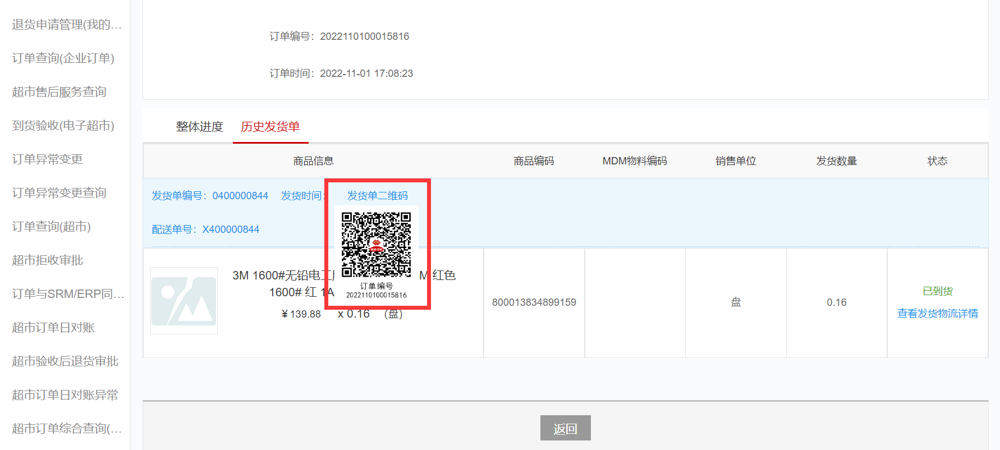 退货申请管理(我的...
订单查询(企业订单)
超市售后服务查询
到货验收(电子超市)
订单异常变更
订单异常变更查询
订单查询(超市)
超市拒收审批
订单与SRM/ERP同...
超市订单日对账
超市验收后退货审批
超市订单日对账异常
超市订单综合查询(...
订单编号：2022110100015816
订单时间：2022-11-01 17:08:23
整体进度 历史发货单
商品信息 商品编码 MDM物料编码 销售单位 发货数量 状态
发货单编号：0400000844 发货时间: 发货单二维码
配送单号：X400000844
订单编号
2022110100015816
3M 1600#无铅电工 M 红色
1600# 红 1A
¥ 139.88 x 0.16 （盘）
800013834899159
盘
0.16
已到货
查看发货物流详情
返回